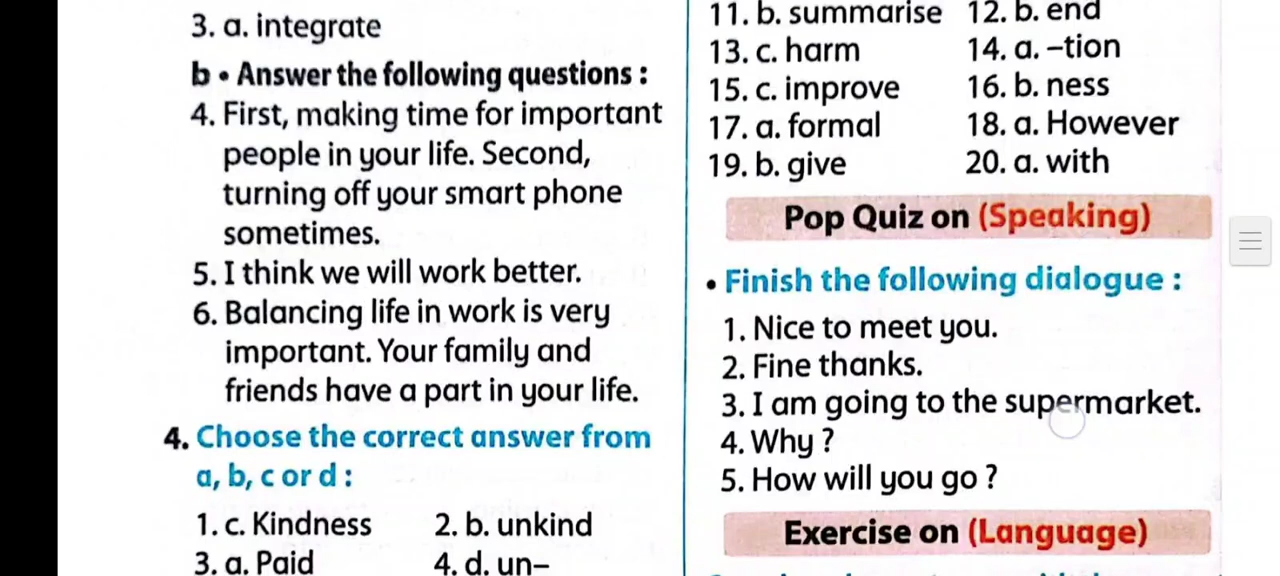 3. a. integrate
b • Answer the following questions :
4. First, making time for important
people in your life. Second,
turning off your smart phone
sometimes.
5. I think we will work better.
6. Balancing life in work is very
important. Your family and
friends have a part in your life.
4. Choose the correct answer from
a, b, c or d :
1. c. Kindness 2. b. unkind
3. a. Paid 4. d. un–
11. b. summarise 12. b. end
13. c. harm 14. a. –tion
15. c. improve 16. b. ness
17. a. formal 18. a. However
19. b. give 20. a. with
Pop Quiz on (Speaking)
• Finish the following dialogue :
1. Nice to meet you.
2. Fine thanks.
3. I am going to the supermarket.
4. Why ?
5. How will you go ?
Exercise on (Language)